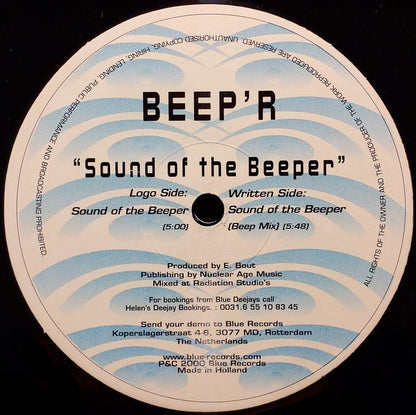 ALL RIGHTS OF THE OWNER AND THE PRODUCER OF THE WORK REPRODUCED ARE RESERVED. UNAUTHORISED COPYING, HIRING, LENDING, PUBLIC PERFORMANCE AND BROADCASTING PROHIBITED.
BEEP'R
"Sound of the Beeper"
Logo Side: Written Side:
Sound of the Beeper Sound of the Beeper
(5:00) (Beep Mix) (5:48)
Produced by E. Bout
Publishing by Nuclear Age Music
Mixed at Radiation Studio's
For bookings from Blue Deejays call
Helen's Deejay Bookings. : 0031.6 55 10 83 45
Send your demo to Blue Records
Koperslagerstraat 4-6, 3077 MD, Rotterdam
The Netherlands
www.blue-records.com
P&C 2000 Blue Records
Made in Holland